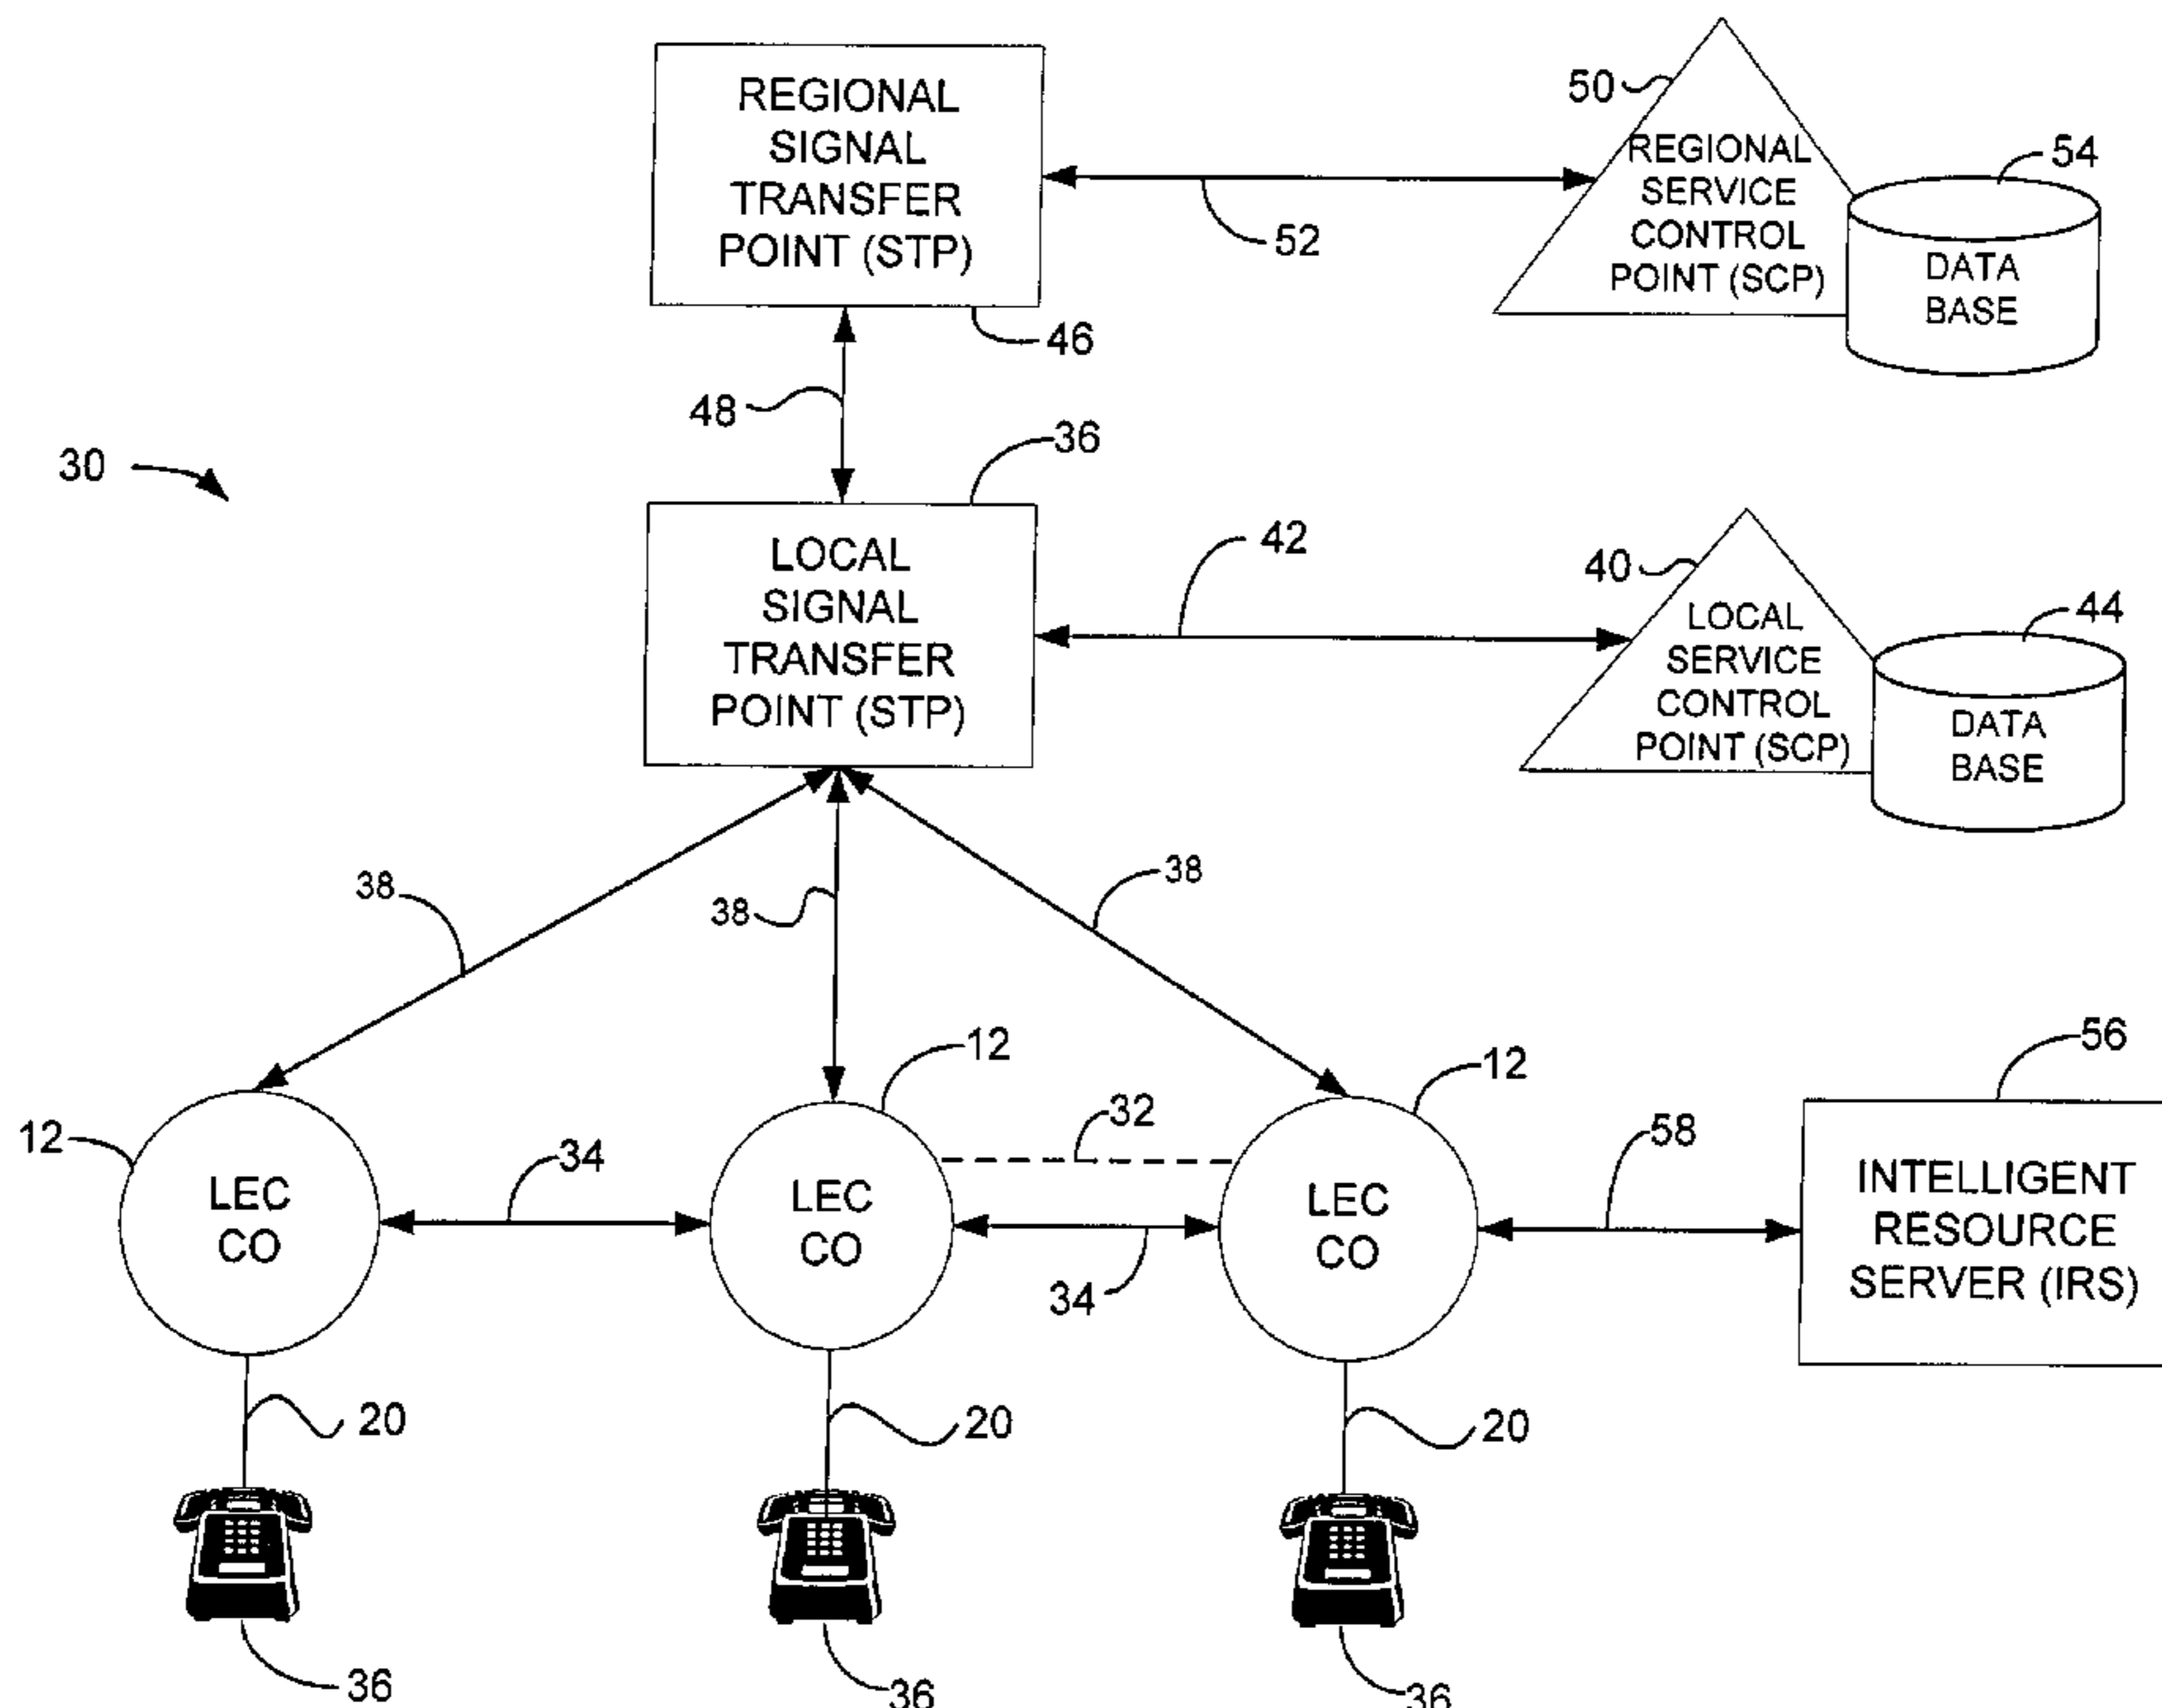 REGIONAL
SIGNAL
TRANSFER
POINT (STP)
46
50
REGIONAL
SERVICE
CONTROL
POINT (SCP)
54
DATA
BASE
52
48
30
36
LOCAL
SIGNAL
TRANSFER
POINT (STP)
42
40
LOCAL
SERVICE
CONTROL
POINT (SCP)
44
DATA
BASE
38
38
38
12
LEC
CO
34
12
LEC
CO
32
34
12
LEC
CO
58
56
INTELLIGENT
RESOURCE
SERVER (IRS)
20
20
20
36
36
36